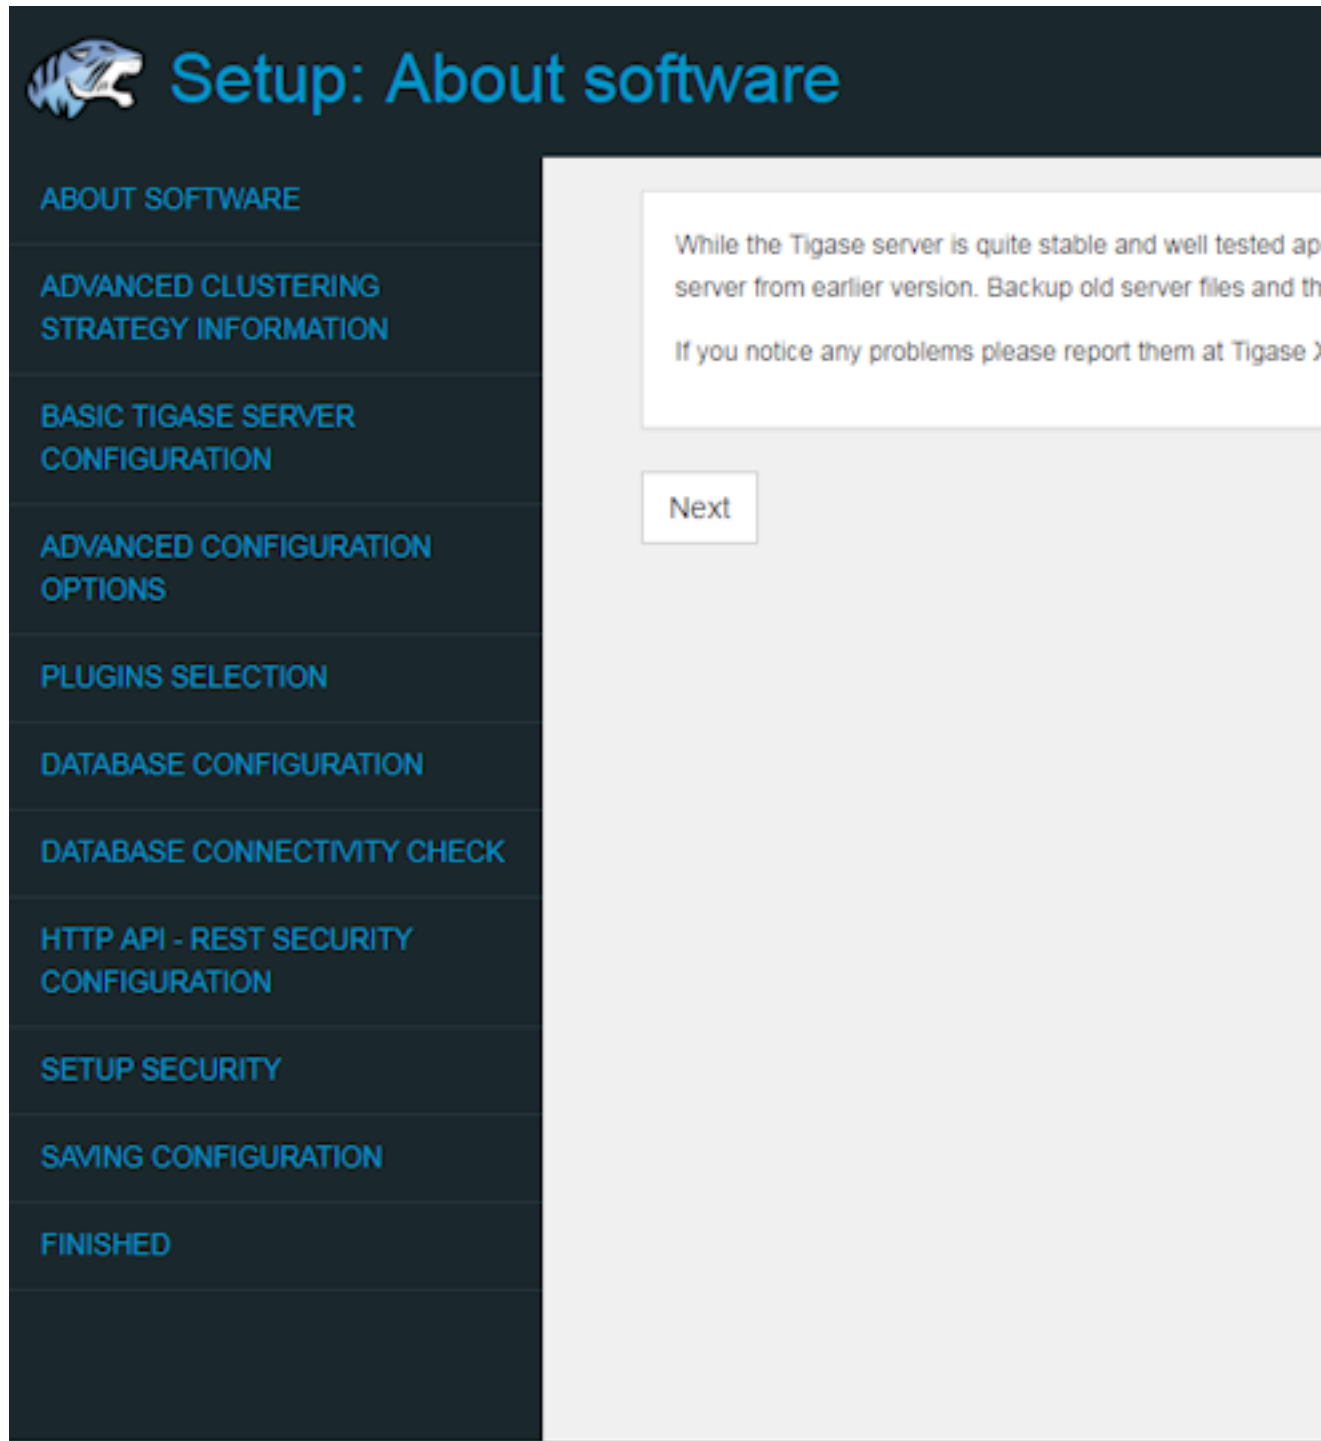 Setup: About software
ABOUT SOFTWARE
ADVANCED CLUSTERING
STRATEGY INFORMATION
BASIC TIGASE SERVER
CONFIGURATION
ADVANCED CONFIGURATION
OPTIONS
PLUGINS SELECTION
DATABASE CONFIGURATION
DATABASE CONNECTIVITY CHECK
HTTP API - REST SECURITY
CONFIGURATION
SETUP SECURITY
SAVING CONFIGURATION
FINISHED
While the Tigase server is quite stable and well tested ap
server from earlier version. Backup old server files and th
If you notice any problems please report them at Tigase X
Next